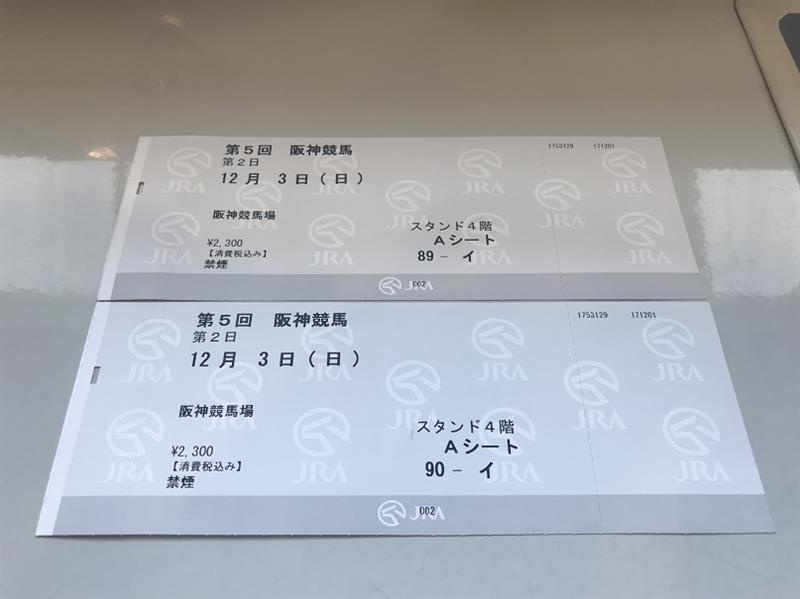 第５回 阪神競馬 1753129 171201
第２日
１２月 ３日（日）
阪神競馬場
スタンド４階
¥2,300 Ａシート
【消費税込み】 89 － イ
禁煙
JRA 002
第５回 阪神競馬 1753129 171201
第２日
１２月 ３日（日）
阪神競馬場
スタンド４階
¥2,300 Ａシート
【消費税込み】 90 － イ
禁煙
JRA 002